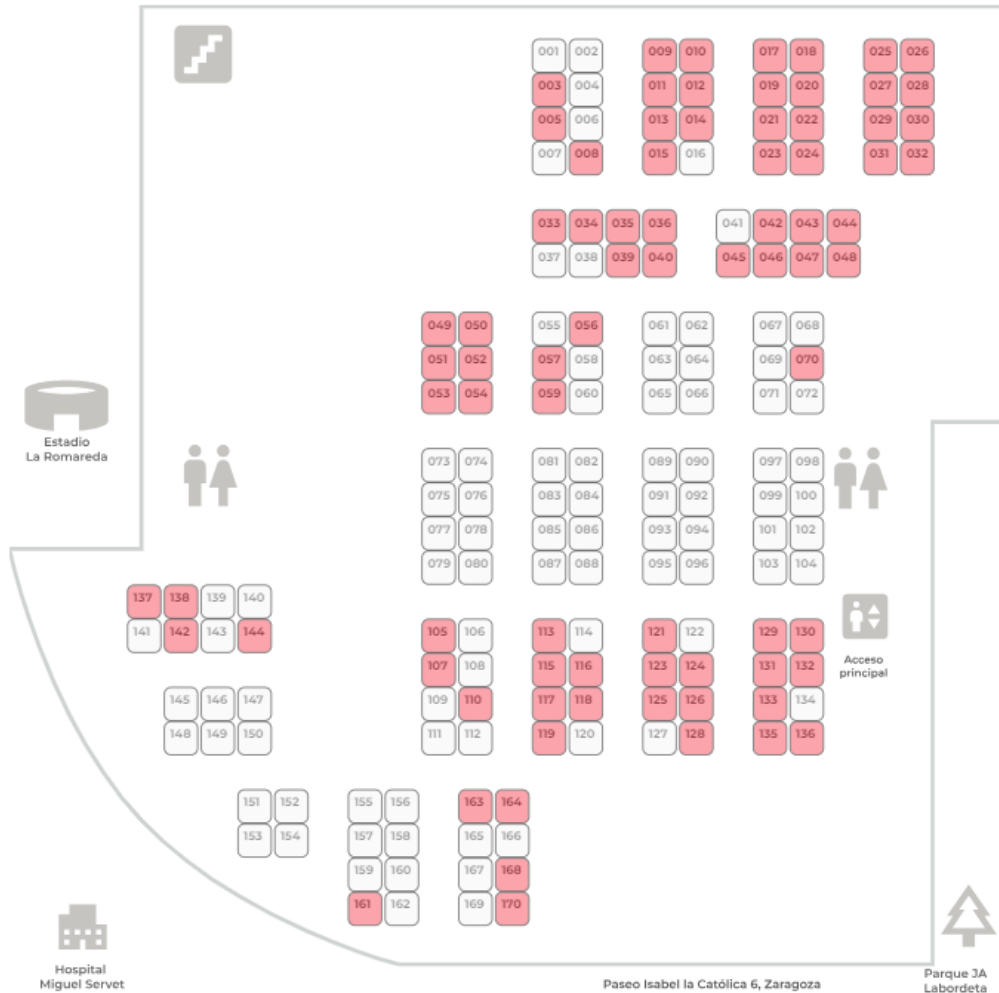 001 002 009 010 017 018 025 026
003 004 011 012 019 020 027 028
005 006 013 014 021 022 029 030
007 008 015 016 023 024 031 032
033 034 035 036 041 042 043 044
037 038 039 040 045 046 047 048
049 050 055 056 061 062 067 068
051 052 057 058 063 064 069 070
053 054 059 060 065 066 071 072
Estadio
La Romareda
073 074 081 082 089 090 097 098
075 076 083 084 091 092 099 100
077 078 085 086 093 094 101 102
079 080 087 088 095 096 103 104
137 138 139 140
141 142 143 144
105 106 113 114 121 122 129 130
107 108 115 116 123 124 131 132
109 110 117 118 125 126 133 134
111 112 119 120 127 128 135 136
Acceso
principal
145 146 147
148 149 150
151 152 155 156 163 164
153 154 157 158 165 166
159 160 167 168
161 162 169 170
Hospital
Miguel Servet
Paseo Isabel la Católica 6, Zaragoza
Parque JA
Labordeta